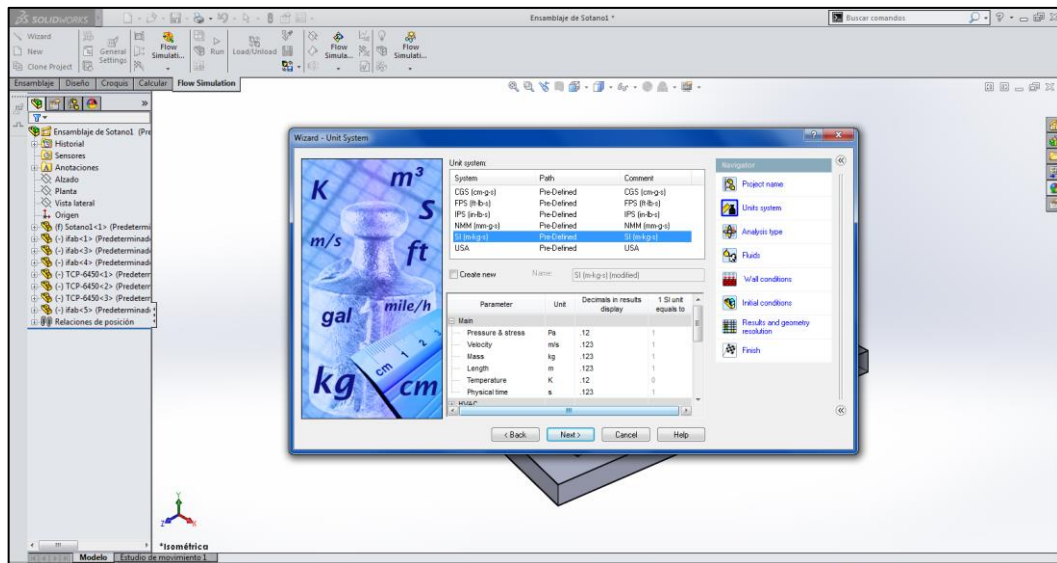 SOLIDWORKS
Ensamblaje de Sotano1 *
Buscar comandos
Wizard
New
Clone Project
General Settings
Flow Simulati...
Run
Load/Unload
Flow Simula...
Flow Simulati...
Ensamblaje Diseño Croquis Calcular Flow Simulation
Ensamblaje de Sotano1 (Pre
Historial
Sensores
Anotaciones
Alzado
Planta
Vista lateral
Origen
(f) Sotano1<1> (Predetermi
(-) ifab<1> (Predeterminad
(-) ifab<3> (Predeterminad
(-) ifab<4> (Predeterminad
(-) TCP-6450<1> (Predeterr
(-) TCP-6450<2> (Predeterr
(-) TCP-6450<3> (Predeterr
(-) ifab<5> (Predeterminad
Relaciones de posición
Wizard - Unit System
K m³
S
m/s ft
gal mile/h
cm 1 2 3
kg cm
Unit system:
System Path Comment
CGS (cm-g-s) Pre-Defined CGS (cm-g-s)
FPS (ft-lb-s) Pre-Defined FPS (ft-lb-s)
IPS (in-lb-s) Pre-Defined IPS (in-lb-s)
NMM (mm-g-s) Pre-Defined NMM (mm-g-s)
SI (m-kg-s) Pre-Defined SI (m-kg-s)
USA Pre-Defined USA
Create new Name: SI (m-kg-s) (modified)
Parameter Unit Decimals in results display 1 SI unit equals to
Main
Pressure & stress Pa .12 1
Velocity m/s .123 1
Mass kg .123 1
Length m .123 1
Temperature K .12 0
Physical time s .123 1
HVAC
Navigator
Project name
Units system
Analysis type
Fluids
Wall conditions
Initial conditions
Results and geometry
resolution
Finish
< Back Next > Cancel Help
Y
Z X
*Isométrica
Modelo Estudio de movimiento 1